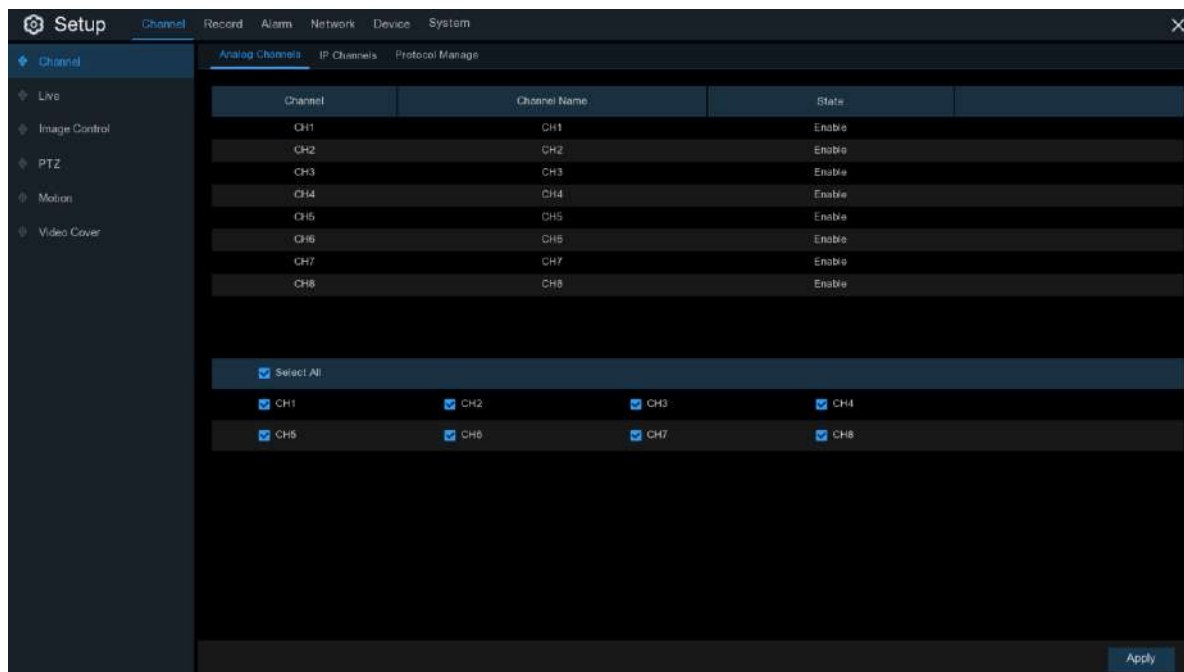 Setup Channel Record Alarm Network Device System
Channel
Live
Image Control
PTZ
Motion
Video Cover
Analog Channels IP Channels Protocol Manage
Channel Channel Name State
CH1 CH1 Enable
CH2 CH2 Enable
CH3 CH3 Enable
CH4 CH4 Enable
CH5 CH5 Enable
CH6 CH6 Enable
CH7 CH7 Enable
CH8 CH8 Enable
Select All
CH1 CH2 CH3 CH4
CH5 CH6 CH7 CH8
Apply